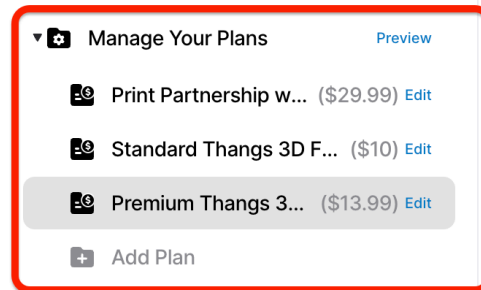 Manage Your Plans Preview
Print Partnership w... ($29.99) Edit
Standard Thangs 3D F... ($10) Edit
Premium Thangs 3... ($13.99) Edit
Add Plan